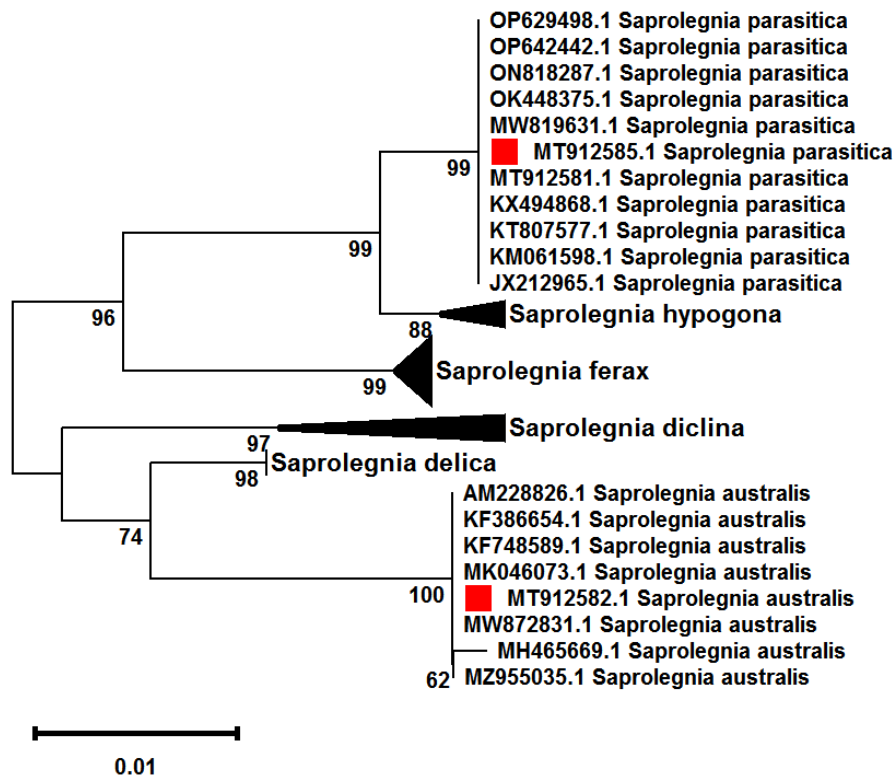 OP629498.1 Saprolegnia parasitica
OP642442.1 Saprolegnia parasitica
ON818287.1 Saprolegnia parasitica
OK448375.1 Saprolegnia parasitica
MW819631.1 Saprolegnia parasitica
MT912585.1 Saprolegnia parasitica
99
MT912581.1 Saprolegnia parasitica
KX494868.1 Saprolegnia parasitica
KT807577.1 Saprolegnia parasitica
99
KM061598.1 Saprolegnia parasitica
JX212965.1 Saprolegnia parasitica
Saprolegnia hypogona
96
88
Saprolegnia ferax
99
Saprolegnia diclina
97
Saprolegnia delica
98
AM228826.1 Saprolegnia australis
KF386654.1 Saprolegnia australis
74
KF748589.1 Saprolegnia australis
MK046073.1 Saprolegnia australis
100
MT912582.1 Saprolegnia australis
MW872831.1 Saprolegnia australis
MH465669.1 Saprolegnia australis
62
MZ955035.1 Saprolegnia australis
0.01